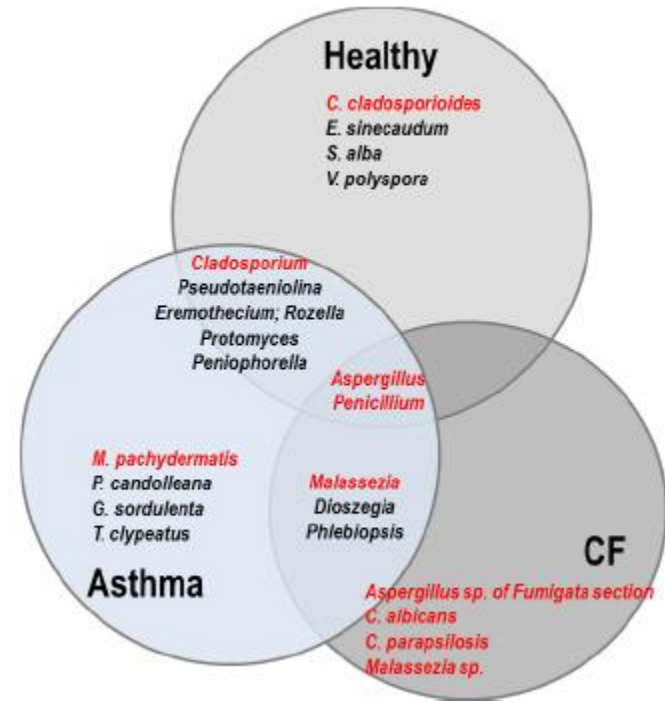 Healthy
C. cladosporioides
E. sinecaudum
S. alba
V. polyspora
Cladosporium
Pseudotaeniolina
Eremothecium; Rozella
Protomyces
Peniophorella
Aspergillus
Penicillium
M. pachydermatis
P. candolleana
G. sordulenta
T. clypeatus
Asthma
Malassezia
Dioszegia
Phlebiopsis
CF
Aspergillus sp. of Fumigata section
C. albicans
C. parapsilosis
Malassezia sp.